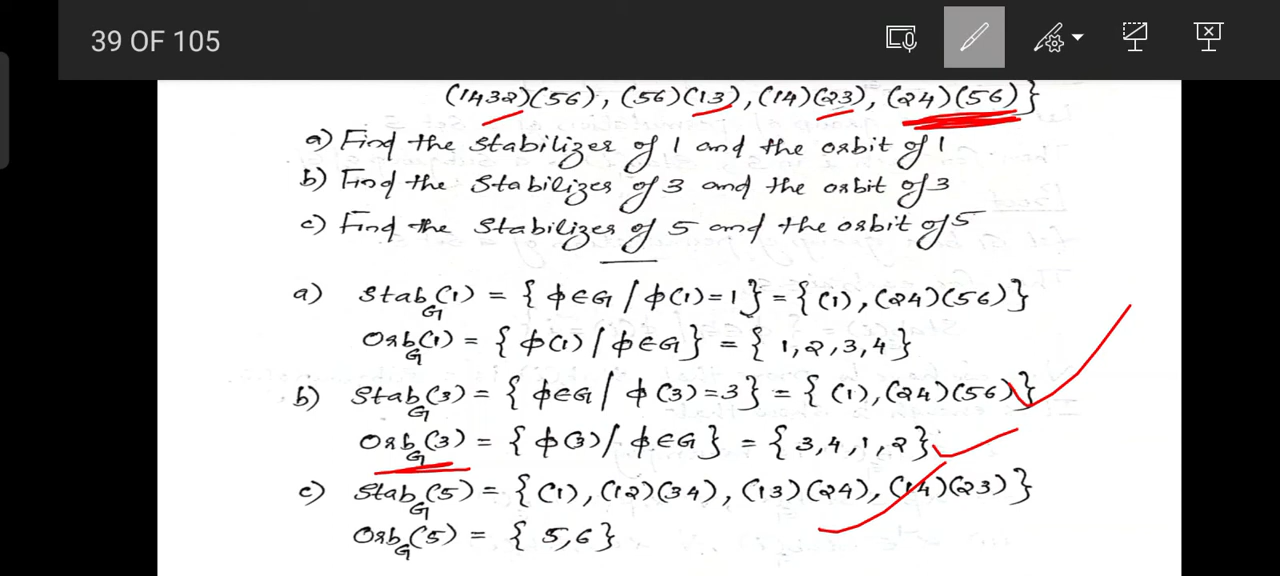 39 OF 105
(1432)(56), (56)(13), (14)(23), (24)(56)}
a) Find the stabilizer of 1 and the orbit of 1
b) Find the stabilizer of 3 and the orbit of 3
c) Find the stabilizer of 5 and the orbit of 5
a) Stab_G(1) = { φ∈G / φ(1)=1 } = { (1), (24)(56) }
Orb_G(1) = { φ(1) / φ∈G } = { 1, 2, 3, 4 }
b) Stab_G(3) = { φ∈G / φ(3)=3 } = { (1), (24)(56) }
Orb_G(3) = { φ(3) / φ∈G } = { 3, 4, 1, 2 }
c) Stab_G(5) = { (1), (12)(34), (13)(24), (14)(23) }
Orb_G(5) = { 5, 6 }